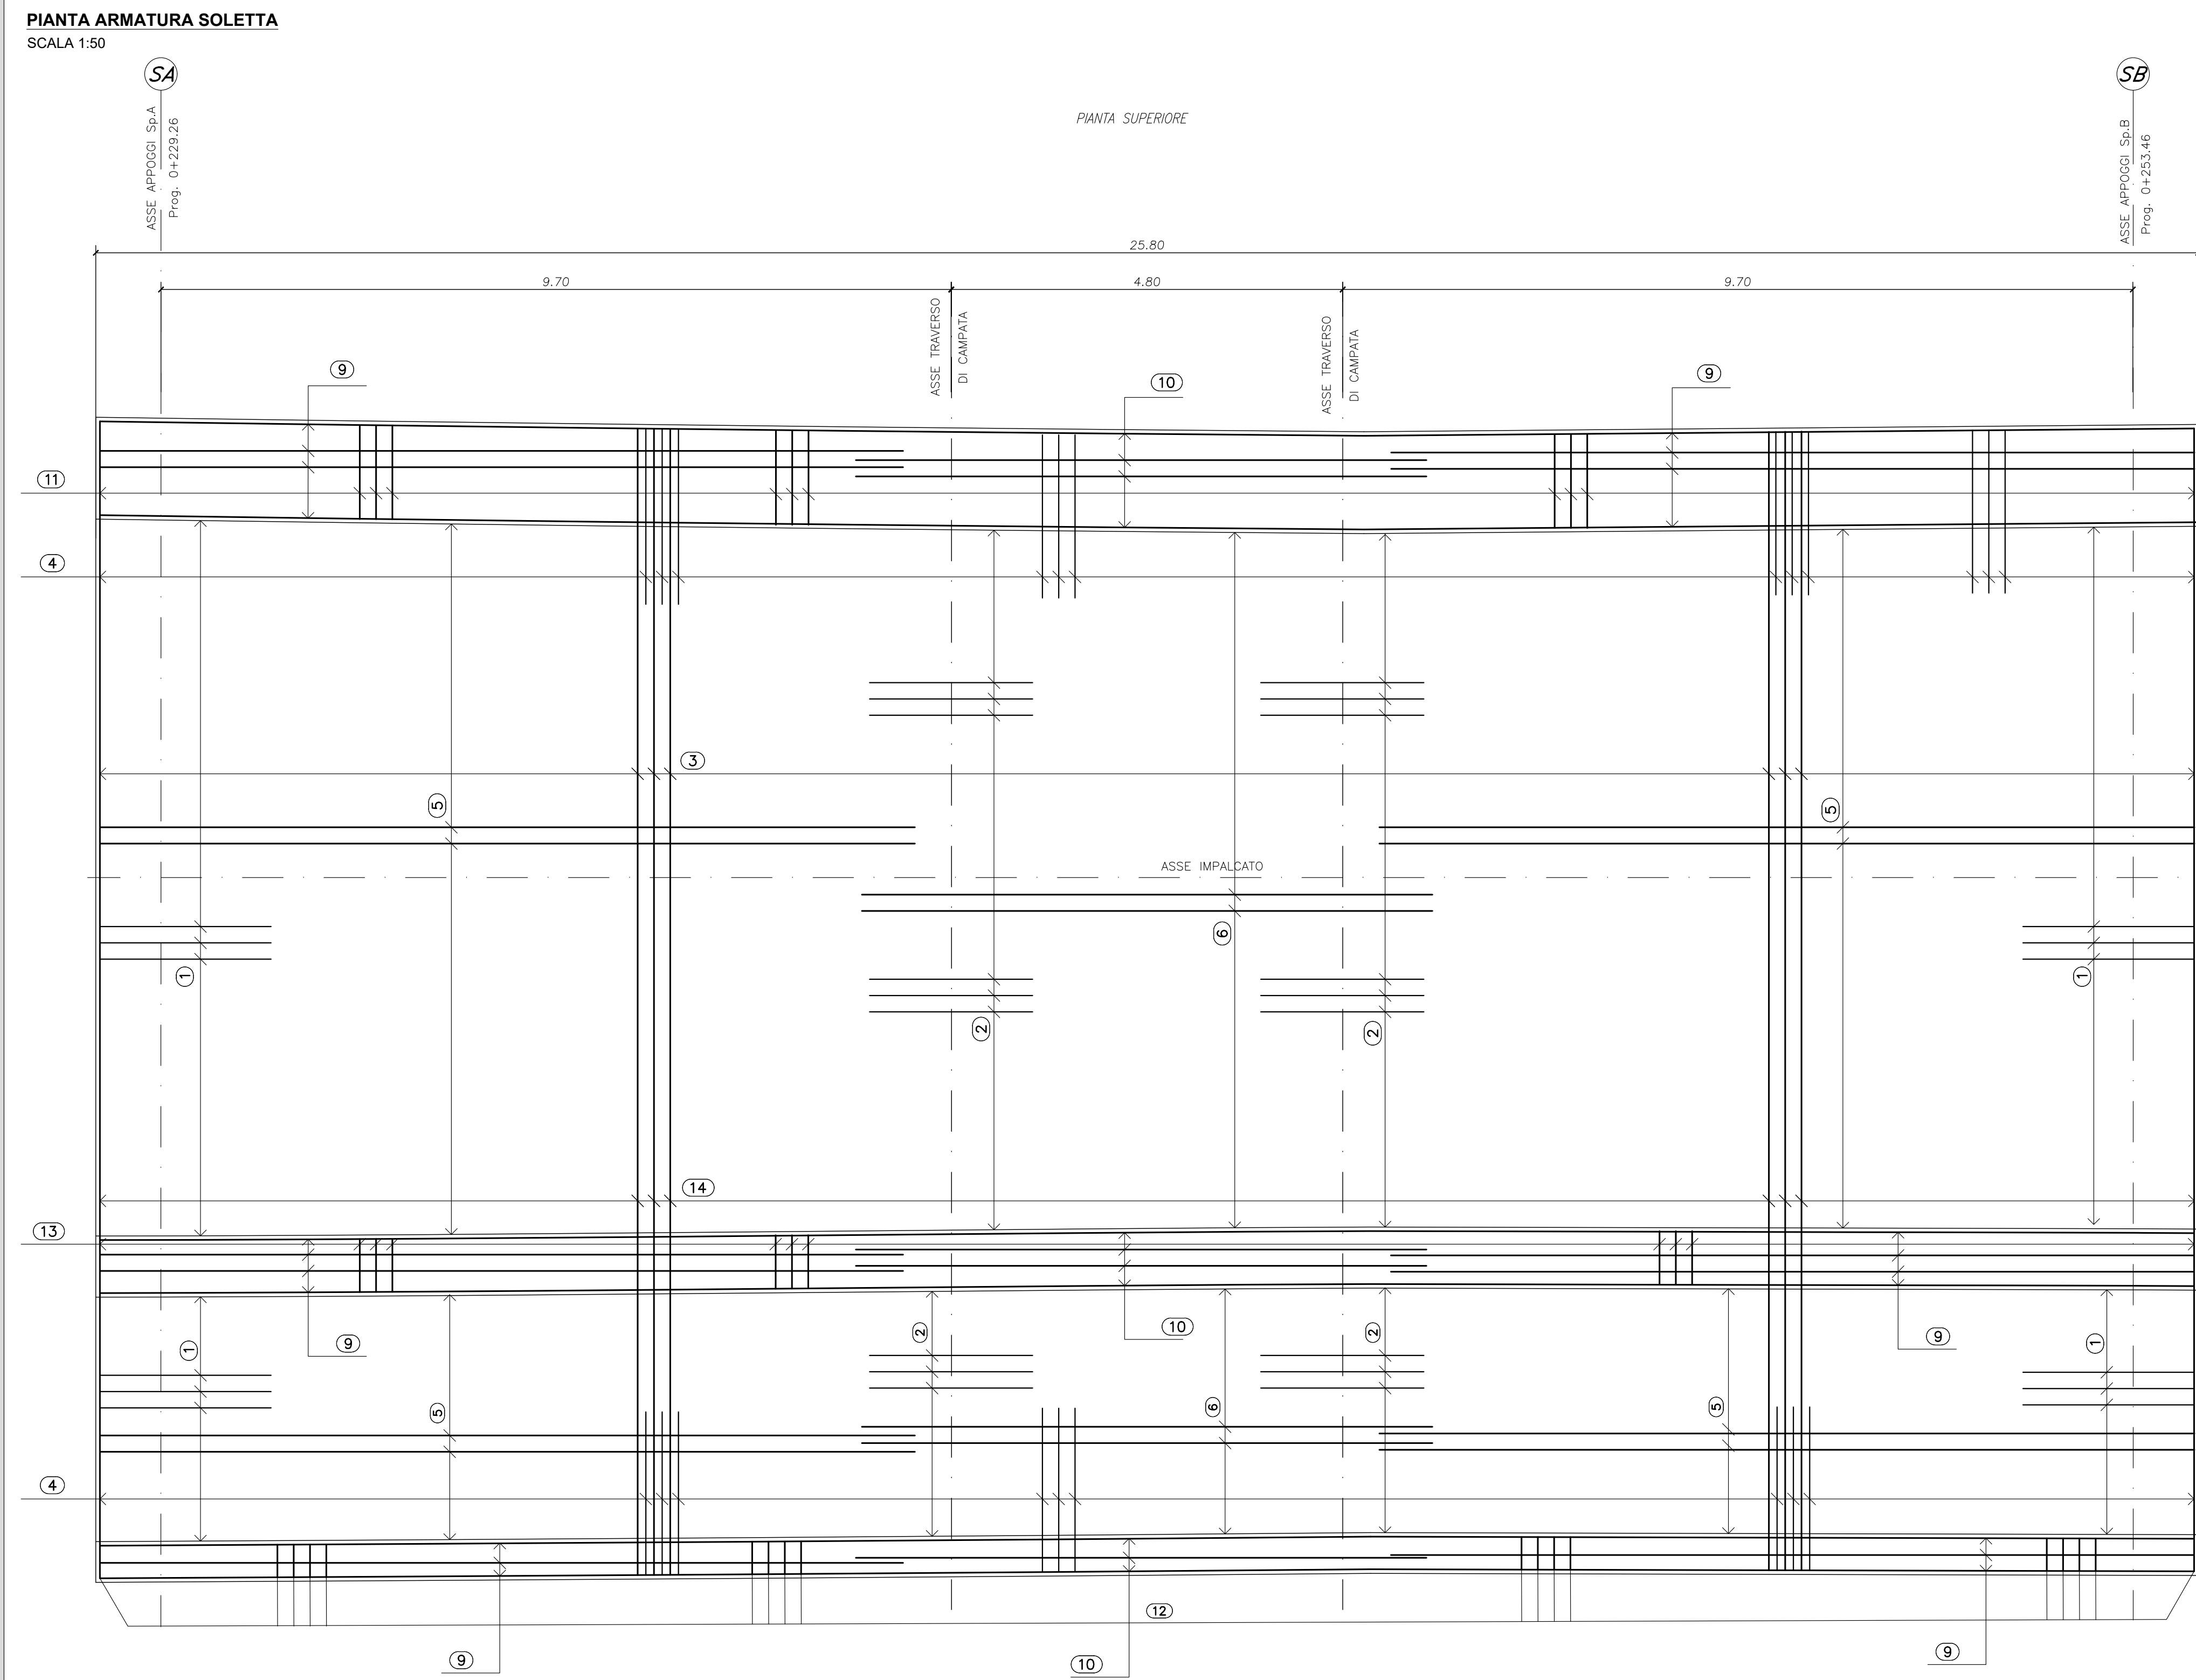 PIANTA ARMATURA SOLETTA
SCALA 1:50
SA
SB
ASSE APPOGGI Sp.A
Prog. 0+229.26
PIANTA SUPERIORE
ASSE APPOGGI Sp.B
Prog. 0+253.46
25.80
9.70
4.80
9.70
ASSE TRAVERSO
DI CAMPATA
ASSE TRAVERSO
DI CAMPATA
9
10
9
11
4
3
5
5
ASSE IMPALCATO
6
1
1
2
2
14
13
9
10
9
1
2
2
1
5
6
5
4
12
9
10
9